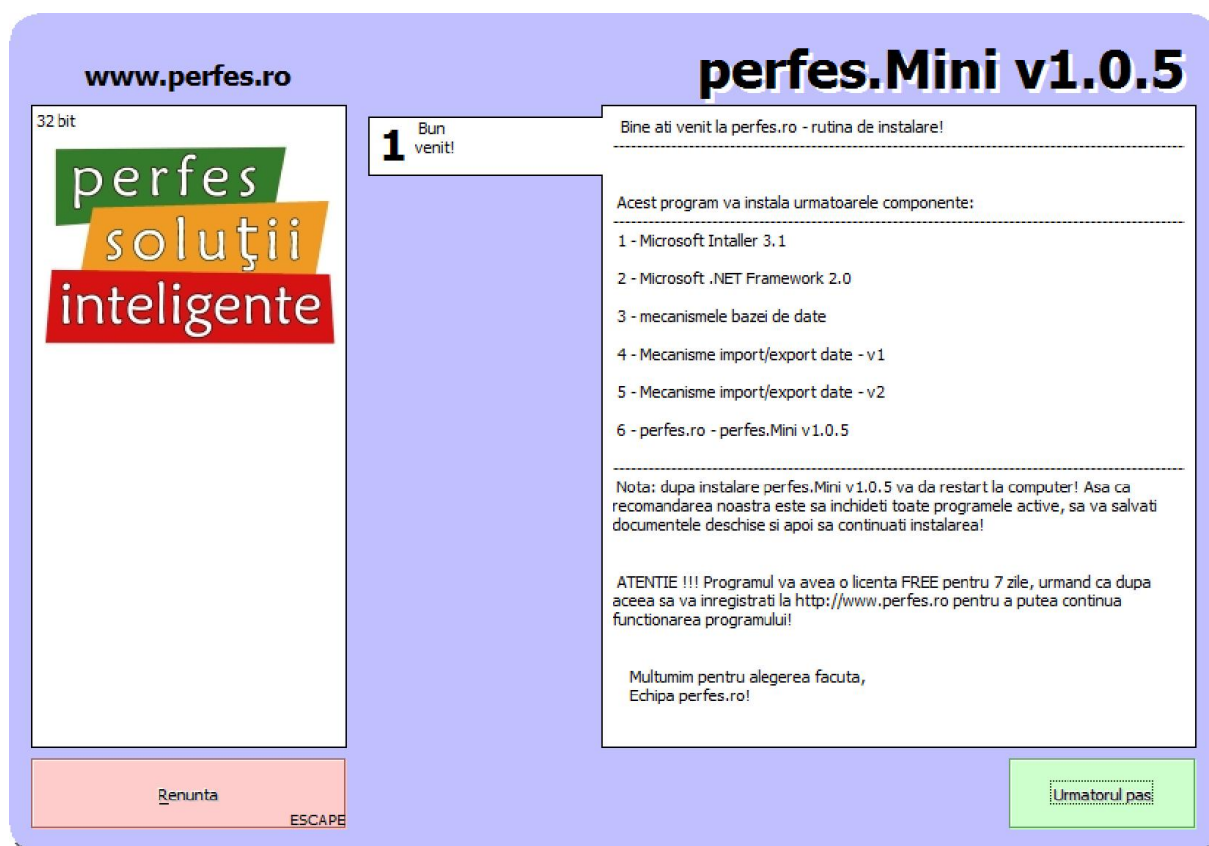 www.perfes.ro
perfes.Mini v1.0.5
32 bit
perfes
soluţii
inteligente
1 Bun
venit!
Bine ati venit la perfes.ro - rutina de instalare!
Acest program va instala urmatoarele componente:
1 - Microsoft Intaller 3.1
2 - Microsoft .NET Framework 2.0
3 - mecanismele bazei de date
4 - Mecanisme import/export date - v1
5 - Mecanisme import/export date - v2
6 - perfes.ro - perfes.Mini v1.0.5
Nota: dupa instalare perfes.Mini v1.0.5 va da restart la computer! Asa ca
recomandarea noastra este sa inchideti toate programele active, sa va salvati
documentele deschise si apoi sa continuati instalarea!
ATENTIE !!! Programul va avea o licenta FREE pentru 7 zile, urmand ca dupa
aceea sa va inregistrati la http://www.perfes.ro pentru a putea continua
functionarea programului!
Multumim pentru alegerea facuta,
Echipa perfes.ro!
Renunta
ESCAPE
Urmatorul pas